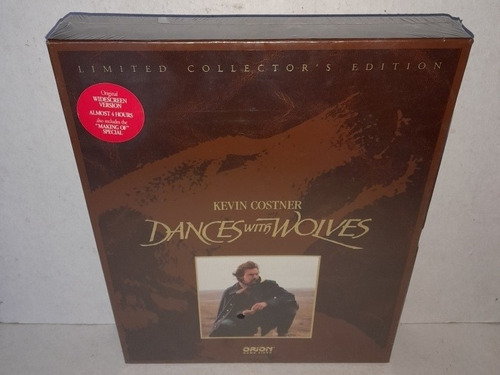 LIMITED COLLECTOR'S EDITION
Original
WIDESCREEN
VERSION
ALMOST 4 HOURS
also includes the
"MAKING OF"
SPECIAL
KEVIN COSTNER
DANCES with WOLVES
ORION